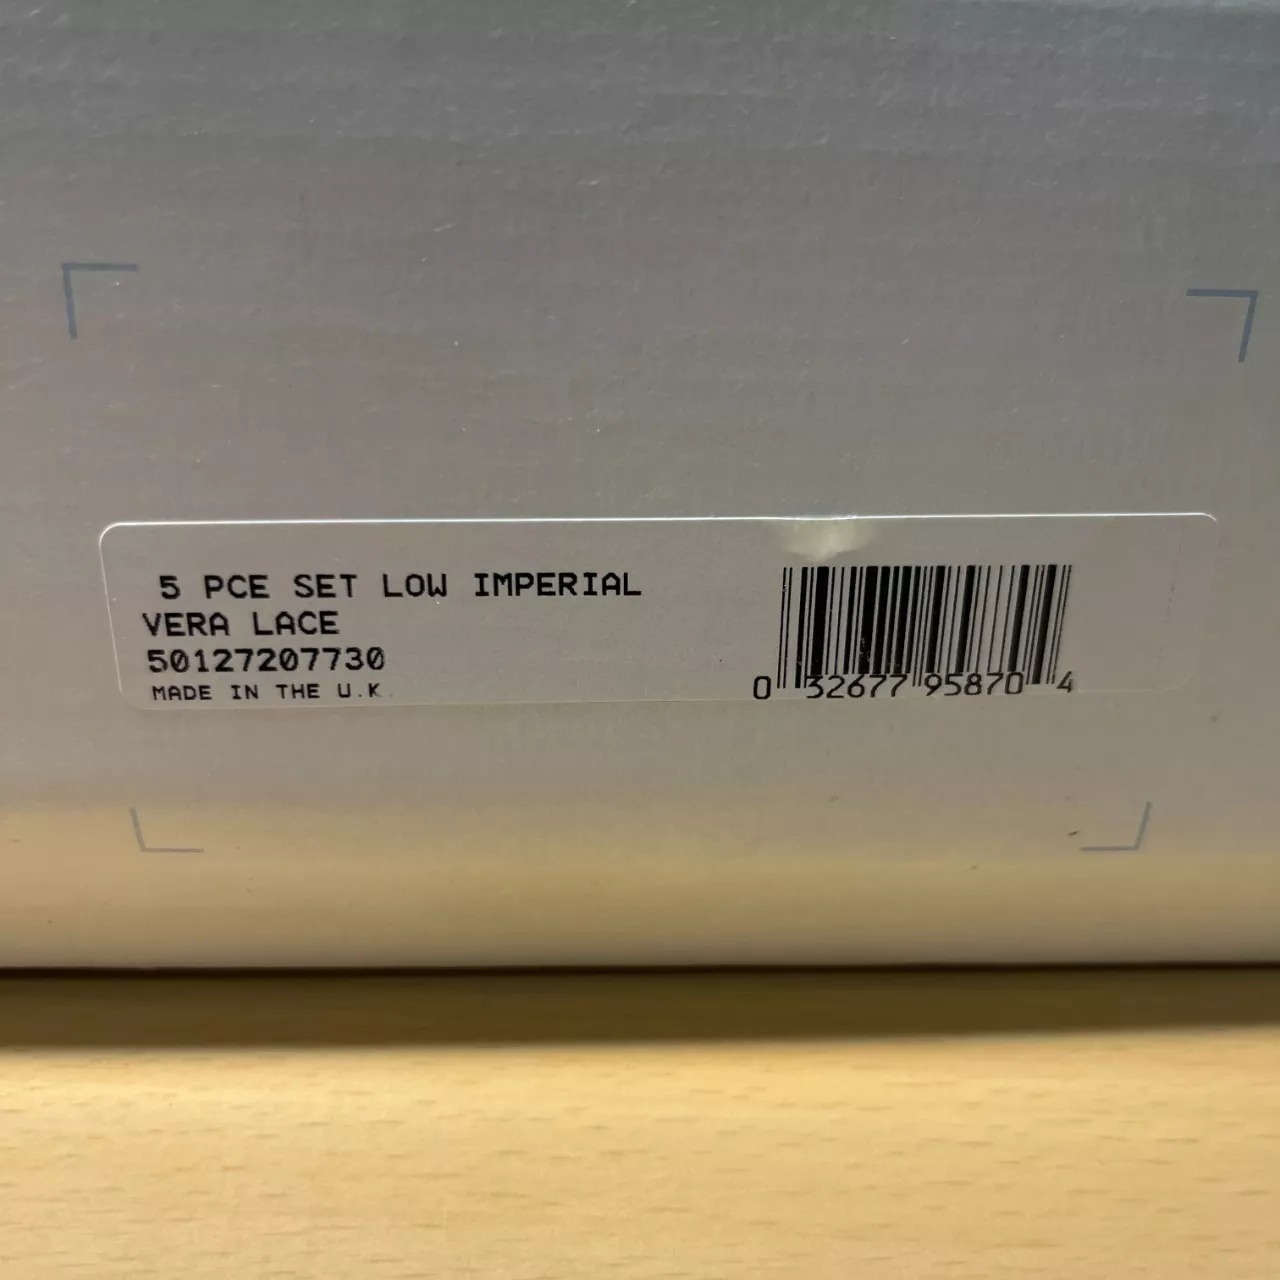 5 PCE SET LOW IMPERIAL
VERA LACE
50127207730
MADE IN THE U.K.
0 32677 95870 4